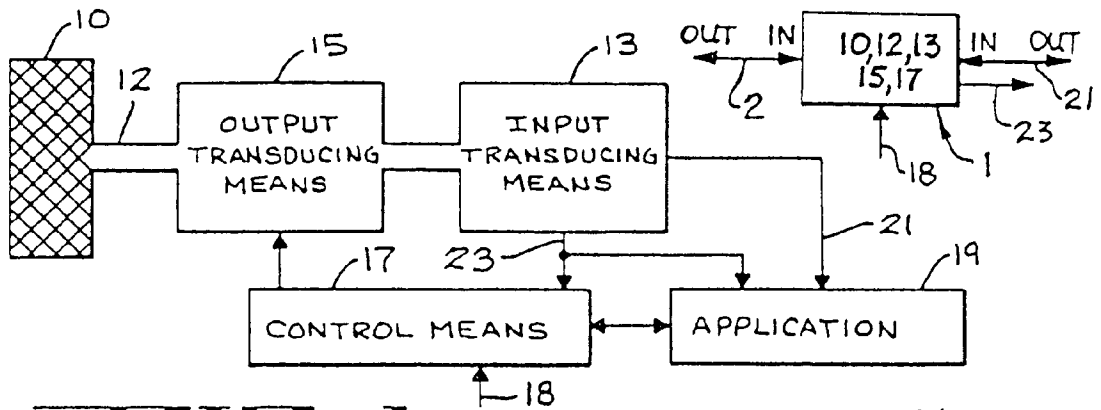 10
12
15
OUTPUT
TRANSDUCING
MEANS
13
INPUT
TRANSDUCING
MEANS
OUT IN
2
10,12,13
15,17
IN OUT
21
23
18
1
23
21
17
CONTROL MEANS
19
APPLICATION
18